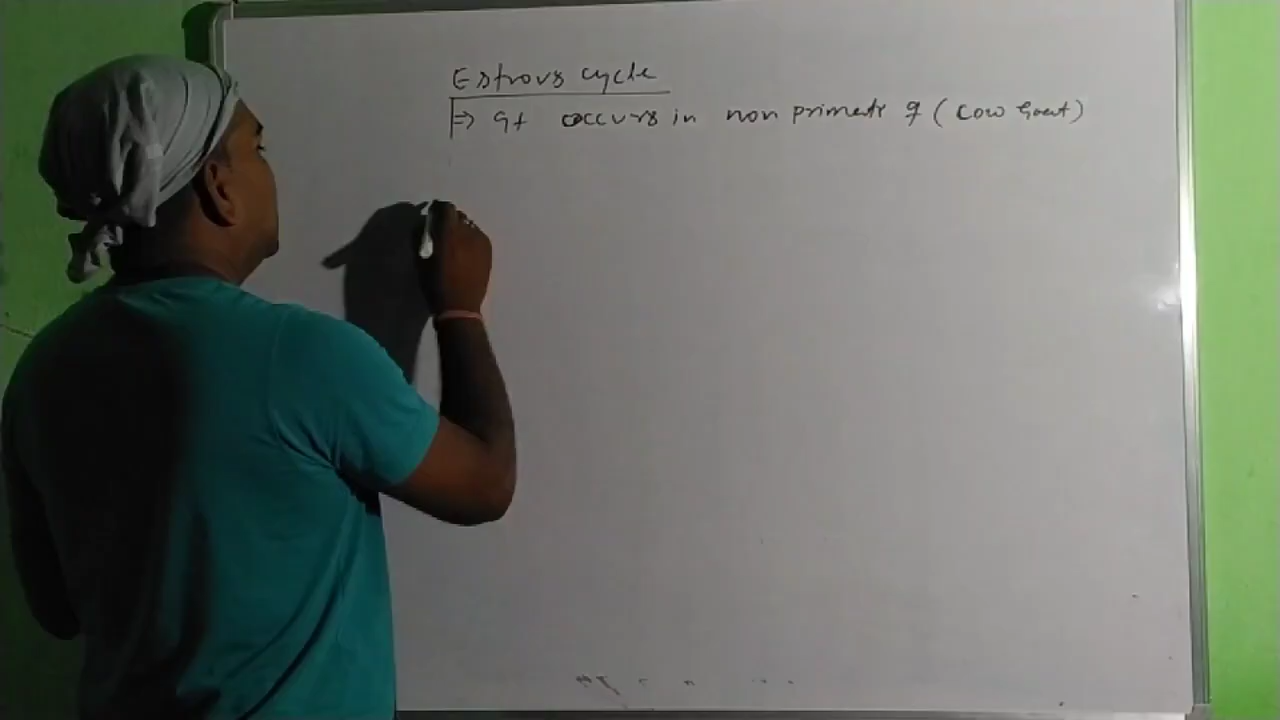 Estrous cycle
⇒ It occurs in non primate ♀ (Cow Goat)